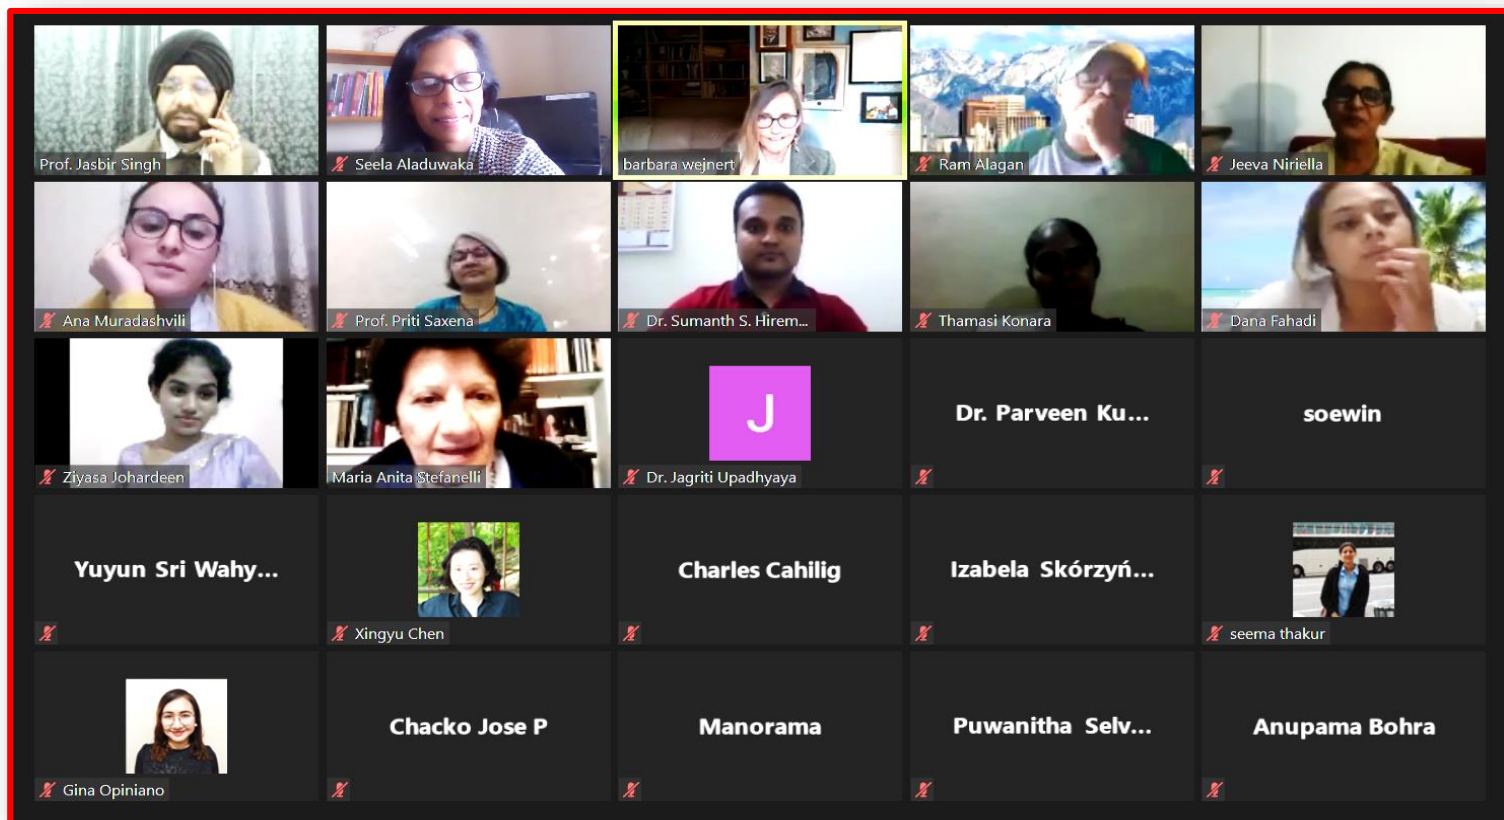 Prof. Jasbir Singh
Seela Aladuwaka
barbara wejnert
Ram Alagan
Jeeva Niriella
Ana Muradashvili
Prof. Priti Saxena
Dr. Sumanth S. Hirem...
Thamasi Konara
Dana Fahadi
Ziyasa Johardeen
Maria Anita Stefanelli
J
Dr. Jagriti Upadhyaya
Dr. Parveen Ku...
soewin
Yuyun Sri Wahy...
Xingyu Chen
Charles Cahilig
Izabela Skórzyń...
seema thakur
Gina Opiniano
Chacko Jose P
Manorama
Puwanitha Selv...
Anupama Bohra